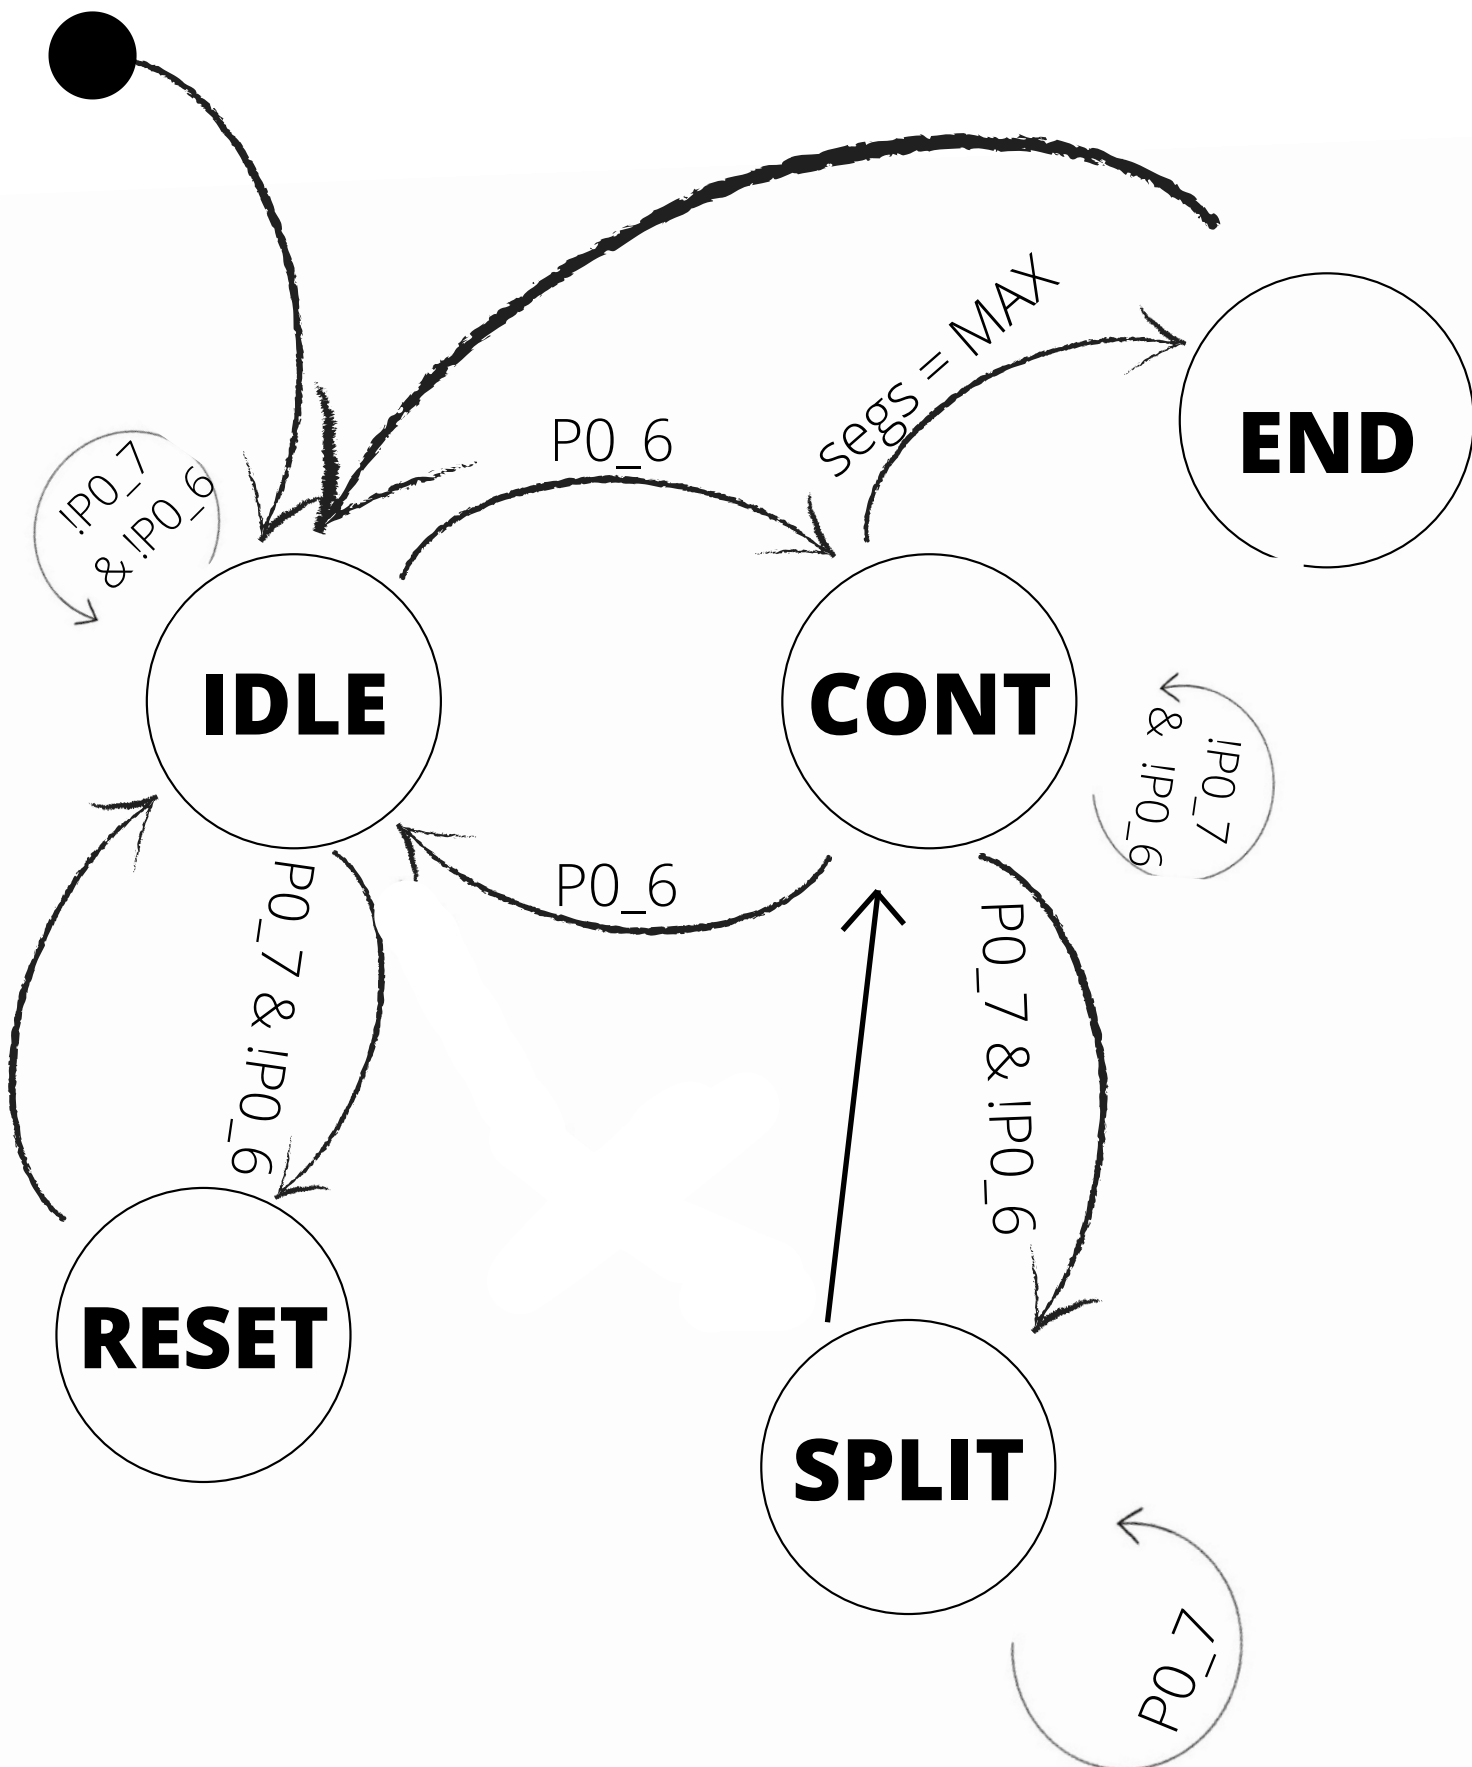 segs = MAX
END
P0_6
!P0_7
& !P0_6
IDLE
CONT
!P0_7
& !P0_6
P0_6
P0_7 & !P0_6
P0_7 & !P0_6
RESET
SPLIT
P0_7